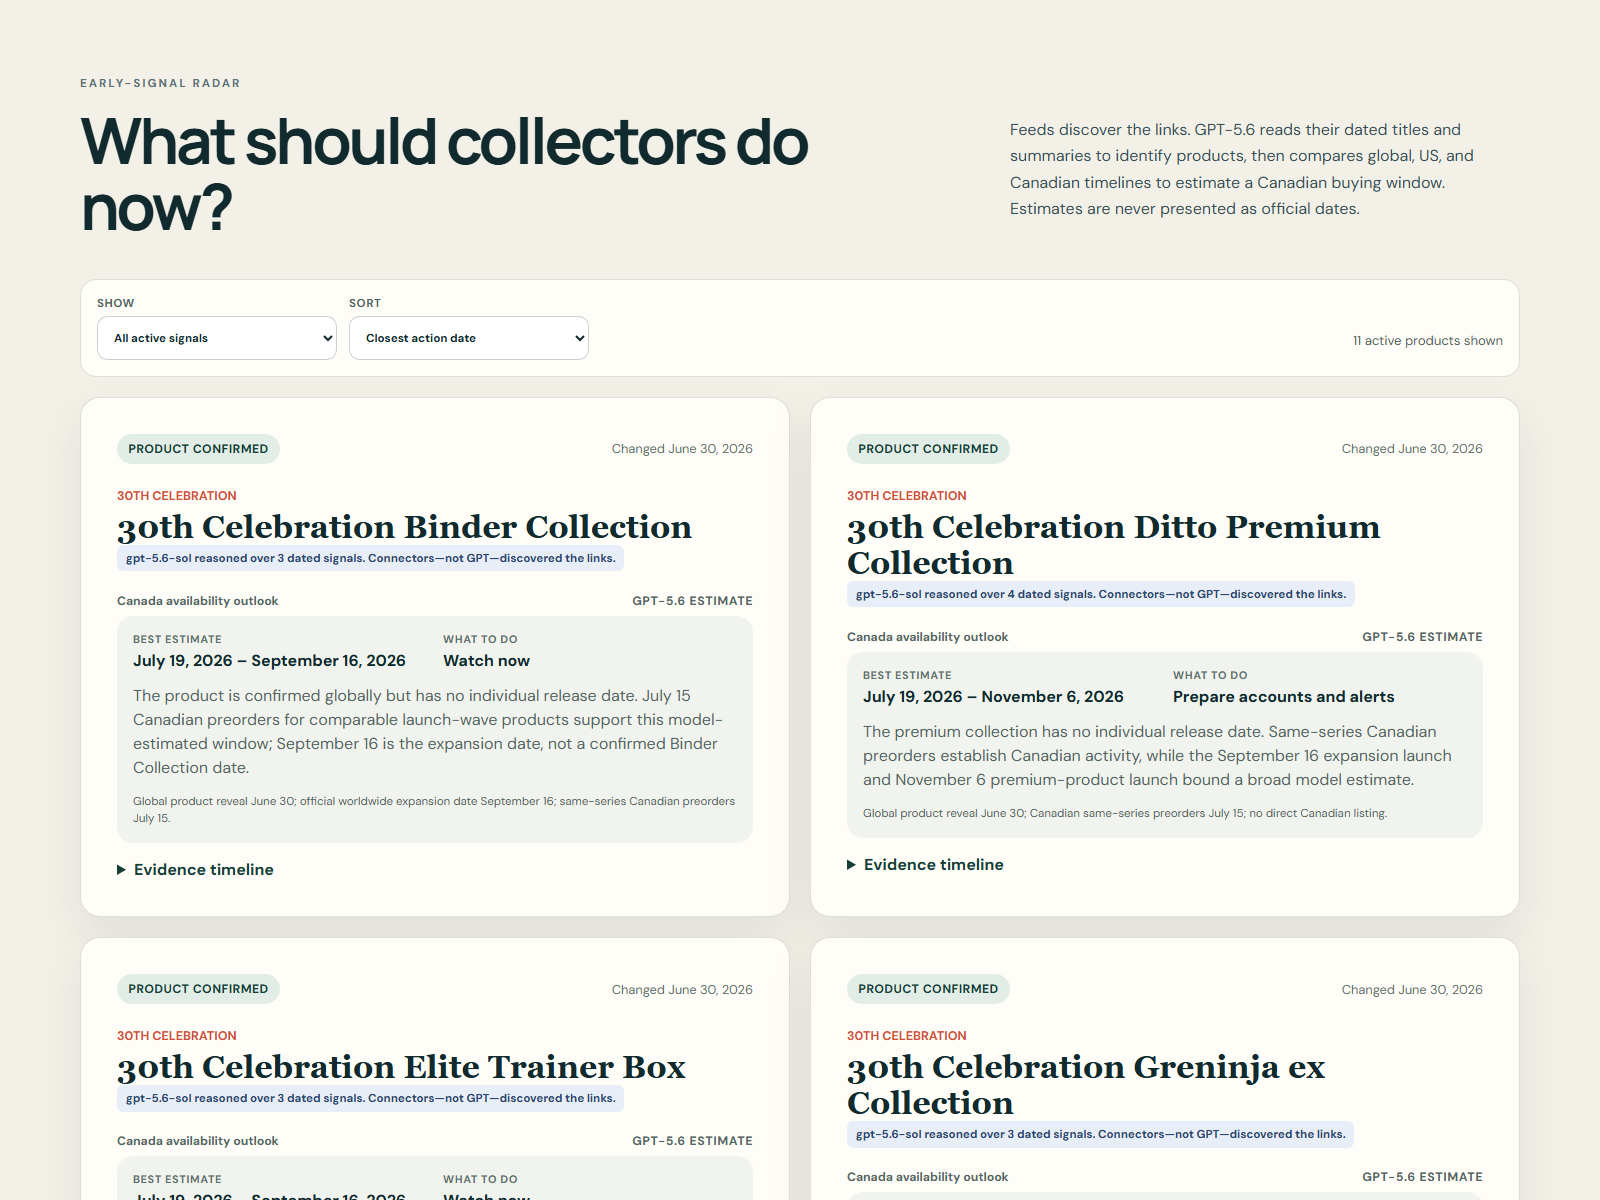 EARLY-SIGNAL RADAR
What should collectors do
now?
Feeds discover the links. GPT-5.6 reads their dated titles and
summaries to identify products, then compares global, US, and
Canadian timelines to estimate a Canadian buying window.
Estimates are never presented as official dates.
SHOW
All active signals
SORT
Closest action date
11 active products shown
PRODUCT CONFIRMED
Changed June 30, 2026
30TH CELEBRATION
30th Celebration Binder Collection
gpt-5.6-sol reasoned over 3 dated signals. Connectors—not GPT—discovered the links.
Canada availability outlook
GPT-5.6 ESTIMATE
BEST ESTIMATE
July 19, 2026 – September 16, 2026
WHAT TO DO
Watch now
The product is confirmed globally but has no individual release date. July 15
Canadian preorders for comparable launch-wave products support this model-
estimated window; September 16 is the expansion date, not a confirmed Binder
Collection date.
Global product reveal June 30; official worldwide expansion date September 16; same-series Canadian preorders
July 15.
Evidence timeline
PRODUCT CONFIRMED
Changed June 30, 2026
30TH CELEBRATION
30th Celebration Ditto Premium
Collection
gpt-5.6-sol reasoned over 4 dated signals. Connectors—not GPT—discovered the links.
Canada availability outlook
GPT-5.6 ESTIMATE
BEST ESTIMATE
July 19, 2026 – November 6, 2026
WHAT TO DO
Prepare accounts and alerts
The premium collection has no individual release date. Same-series Canadian
preorders establish Canadian activity, while the September 16 expansion launch
and November 6 premium-product launch bound a broad model estimate.
Global product reveal June 30; Canadian same-series preorders July 15; no direct Canadian listing.
Evidence timeline
PRODUCT CONFIRMED
Changed June 30, 2026
30TH CELEBRATION
30th Celebration Elite Trainer Box
gpt-5.6-sol reasoned over 3 dated signals. Connectors—not GPT—discovered the links.
Canada availability outlook
GPT-5.6 ESTIMATE
BEST ESTIMATE
July 19, 2026 – September 16, 2026
WHAT TO DO
Watch now
PRODUCT CONFIRMED
Changed June 30, 2026
30TH CELEBRATION
30th Celebration Greninja ex
Collection
gpt-5.6-sol reasoned over 3 dated signals. Connectors—not GPT—discovered the links.
Canada availability outlook
GPT-5.6 ESTIMATE